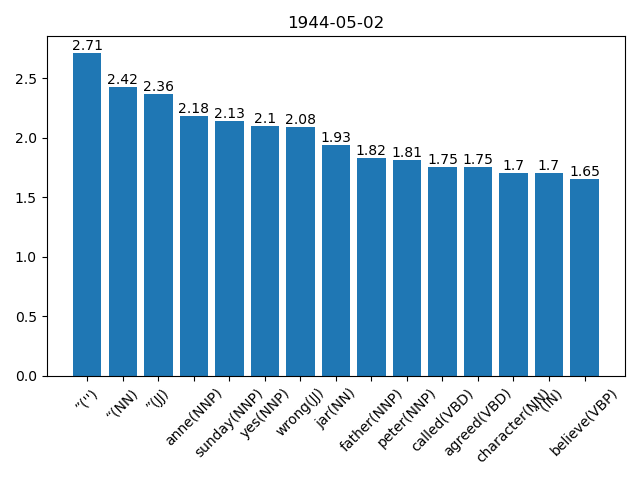 1944-05-02
2.71
2.42
2.36
2.18
2.13
2.1
2.08
1.93
1.82
1.81
1.75
1.75
1.7
1.7
1.65
2.5
2.0
1.5
1.0
0.5
0.0
”('')
“(NN)
”(JJ)
anne(NNP)
sunday(NNP)
yes(NNP)
wrong(JJ)
jar(NN)
father(NNP)
peter(NNP)
called(VBD)
agreed(VBD)
character(NN)
(IN)
believe(VBP)